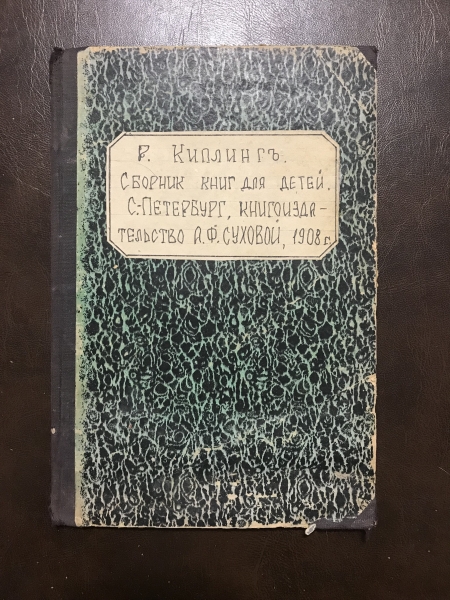 Р. Киплингъ.
Сборник книг для детей.
С.-Петербург, книгоизда-
тельство А.Ф. Суховой, 1908 г.